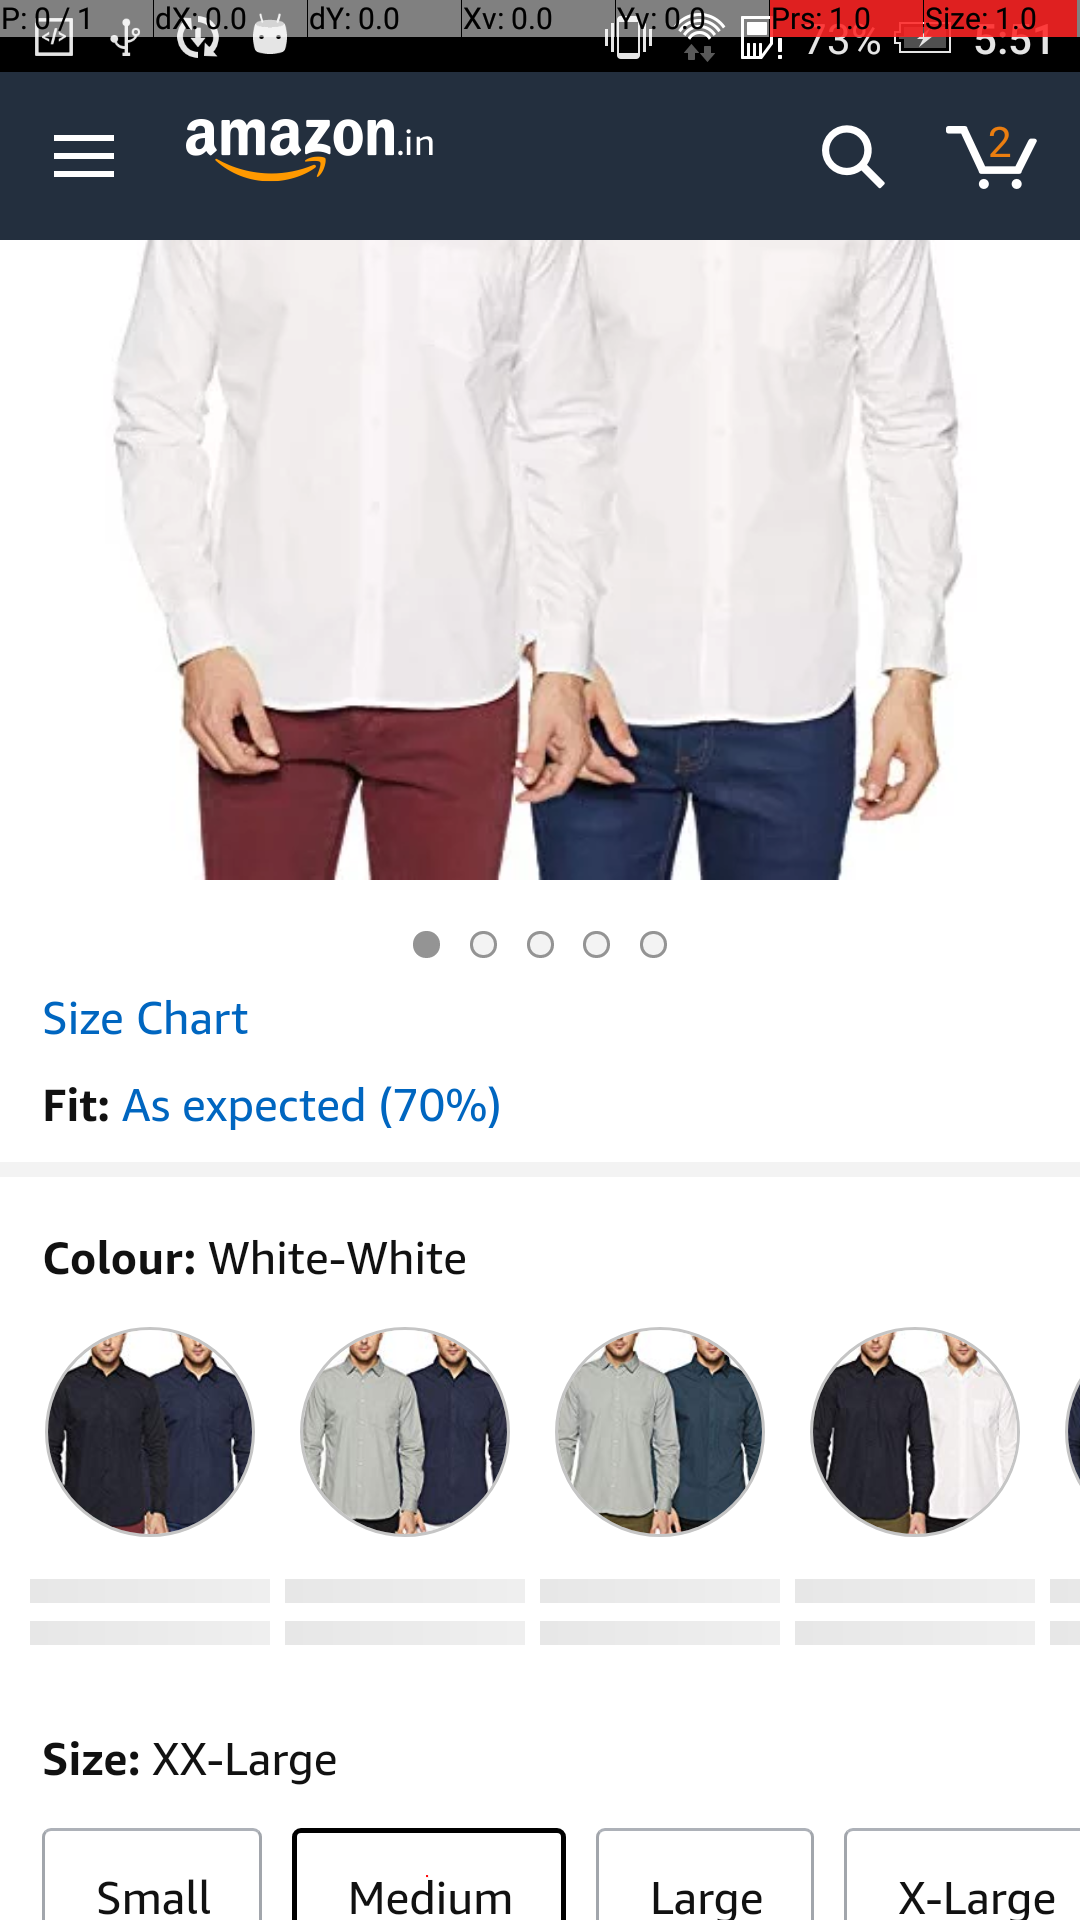 P: 0 / 1 dX: 0.0 dY: 0.0 Xv: 0.0 Yv: 0.0 Prs: 1.0 Size: 1.0
73% 5:51
amazon.in 2
Size Chart
Fit: As expected (70%)
Colour: White-White
Size: XX-Large
Small Medium Large X-Large